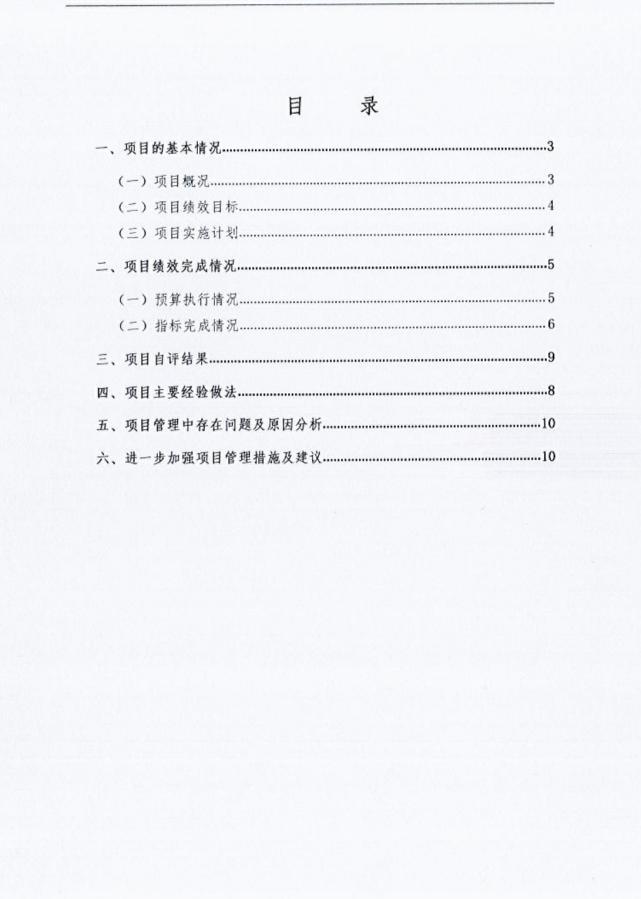 目 录
一、项目的基本情况........................3
（一）项目概况........................3
（二）项目绩效目标........................4
（三）项目实施计划........................4
二、项目绩效完成情况........................5
（一）预算执行情况........................5
（二）指标完成情况........................6
三、项目自评结果........................9
四、项目主要经验做法........................8
五、项目管理中存在问题及原因分析........................10
六、进一步加强项目管理措施及建议........................10